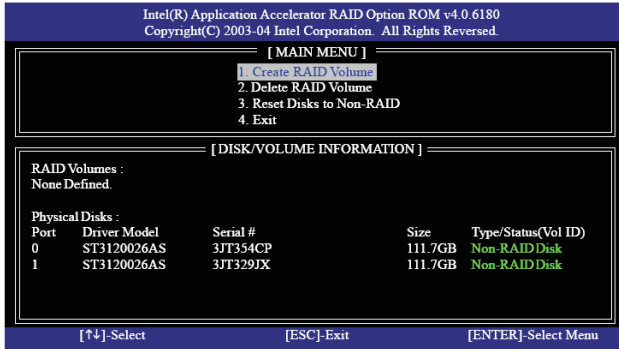 Intel(R) Application Accelerator RAID Option ROM v4.0.6180
Copyright(C) 2003-04 Intel Corporation. All Rights Reversed.
[ MAIN MENU ]
1. Create RAID Volume
2. Delete RAID Volume
3. Reset Disks to Non-RAID
4. Exit
[ DISK/VOLUME INFORMATION ]
RAID Volumes :
None Defined.
Physical Disks :
Port Driver Model Serial # Size Type/Status(Vol ID)
0 ST3120026AS 3JT354CP 111.7GB Non-RAID Disk
1 ST3120026AS 3JT329JX 111.7GB Non-RAID Disk
[↑↓]-Select [ESC]-Exit [ENTER]-Select Menu